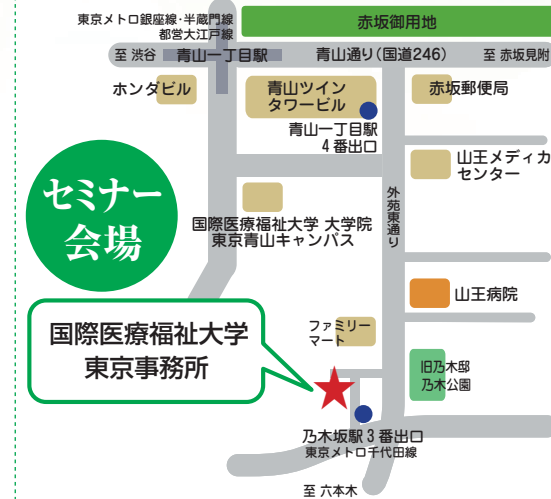 東京メトロ銀座線・半蔵門線
都営大江戸線
赤坂御用地
至 渋谷
青山一丁目駅
青山通り（国道246）
至 赤坂見附
ホンダビル
青山ツイン
タワービル
赤坂郵便局
青山一丁目駅
4番出口
山王メディカ
センター
セミナー
会場
国際医療福祉大学 大学院
東京青山キャンパス
外苑東通り
山王病院
国際医療福祉大学
東京事務所
ファミリー
マート
旧乃木邸
乃木公園
乃木坂駅3番出口
東京メトロ千代田線
至 六本木